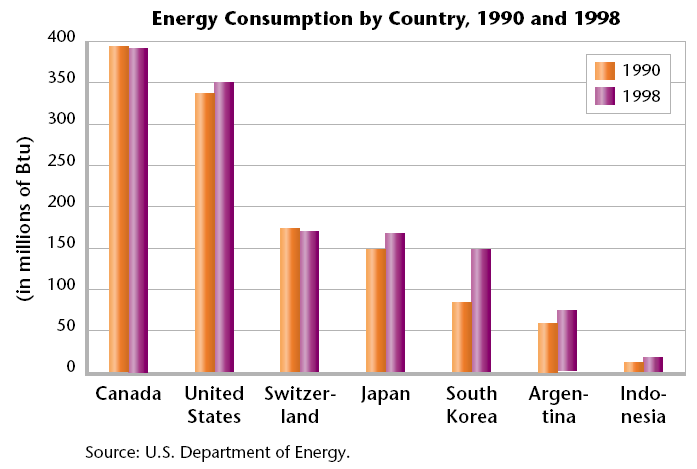 Energy Consumption by Country, 1990 and 1998
400
350
300
250
200
150
100
50
0
(in millions of Btu)
1990
1998
Canada
United
States
Switzer-
land
Japan
South
Korea
Argen-
tina
Indo-
nesia
Source: U.S. Department of Energy.